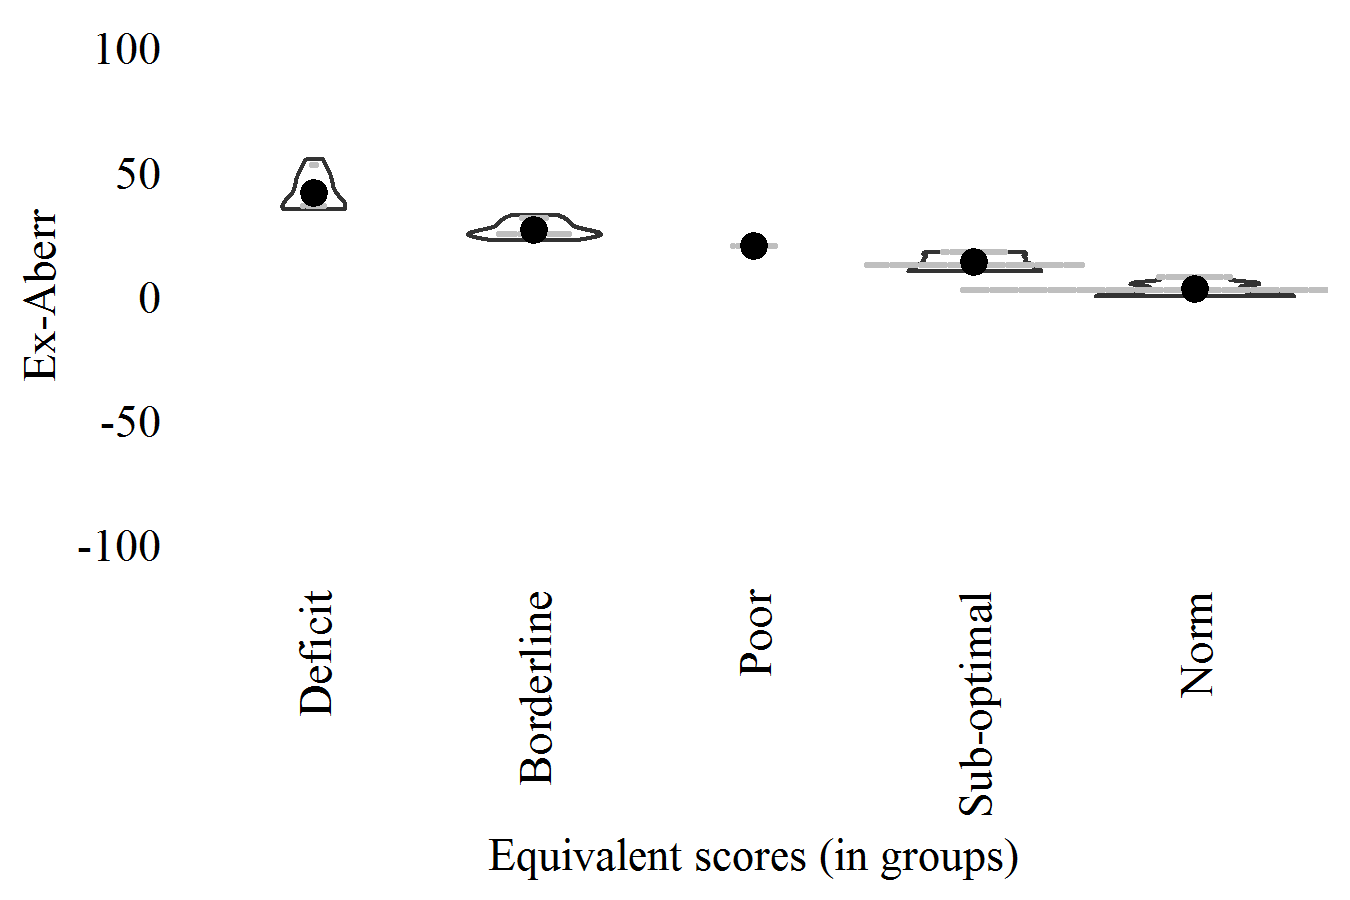 100
50
0
-50
-100
Ex-Aberr
Deficit
Borderline
Poor
Sub-optimal
Norm
Equivalent scores (in groups)